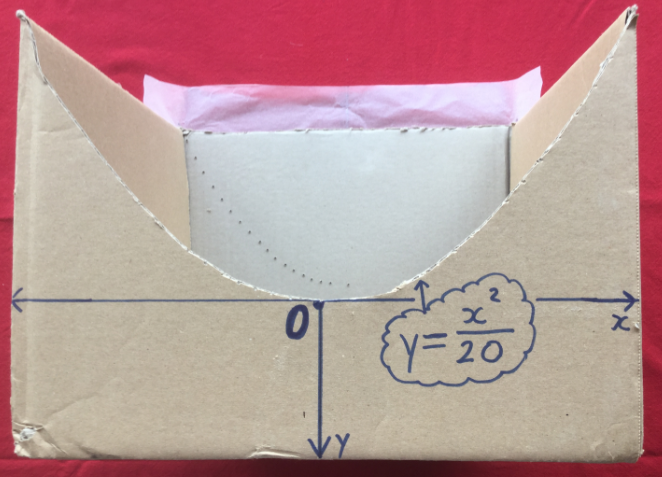 O
x
y = x²/20
y